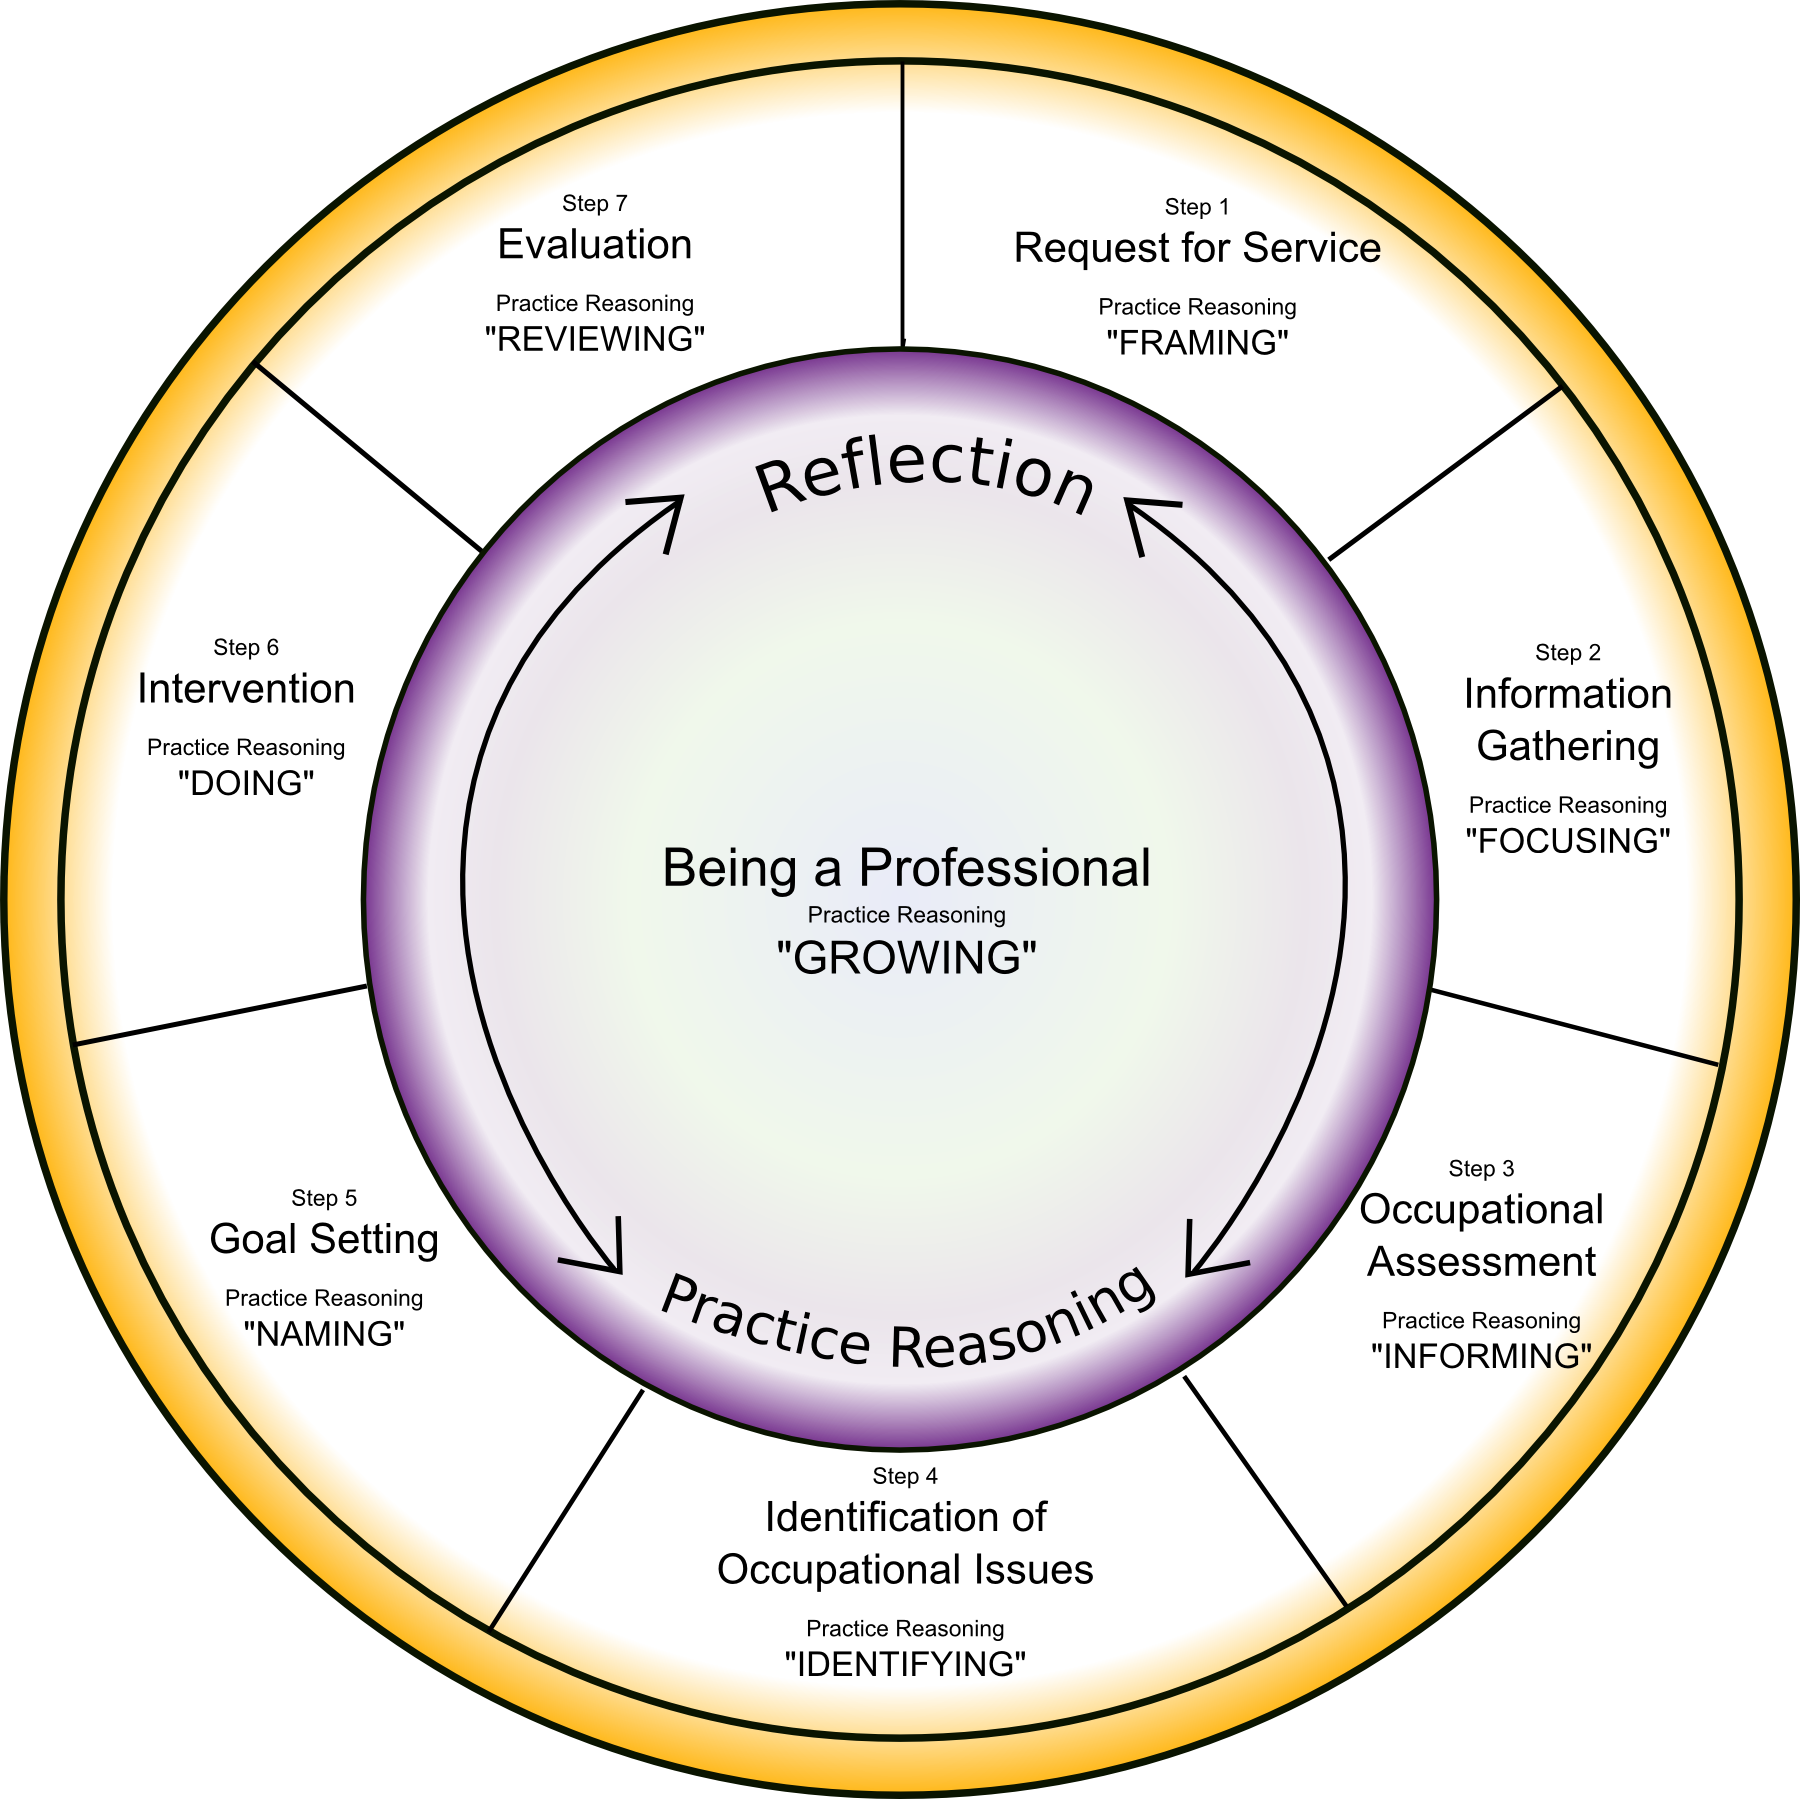 Step 1
Request for Service
Practice Reasoning
"FRAMING"
Step 2
Information
Gathering
Practice Reasoning
"FOCUSING"
Step 3
Occupational
Assessment
Practice Reasoning
"INFORMING"
Step 4
Identification of
Occupational Issues
Practice Reasoning
"IDENTIFYING"
Step 5
Goal Setting
Practice Reasoning
"NAMING"
Step 6
Intervention
Practice Reasoning
"DOING"
Step 7
Evaluation
Practice Reasoning
"REVIEWING"
Reflection
Being a Professional
Practice Reasoning
"GROWING"
Practice Reasoning